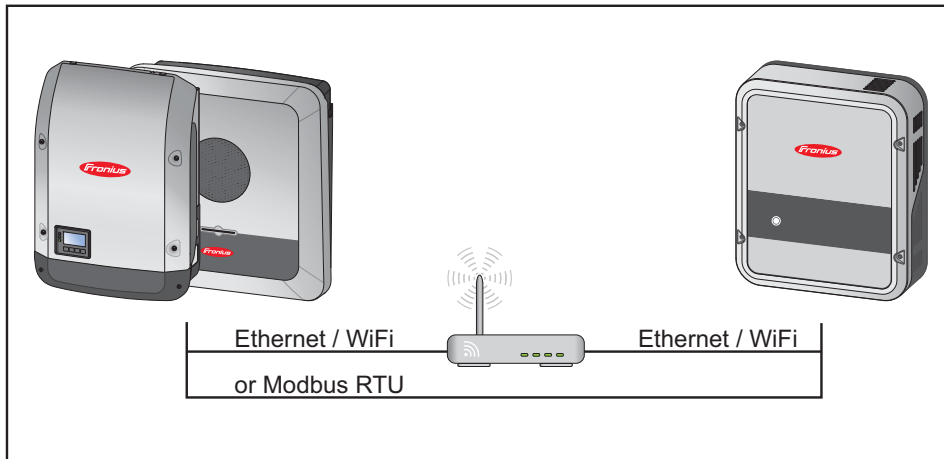 Fronius
Fronius
Fronius
Ethernet / WiFi
Ethernet / WiFi
or Modbus RTU